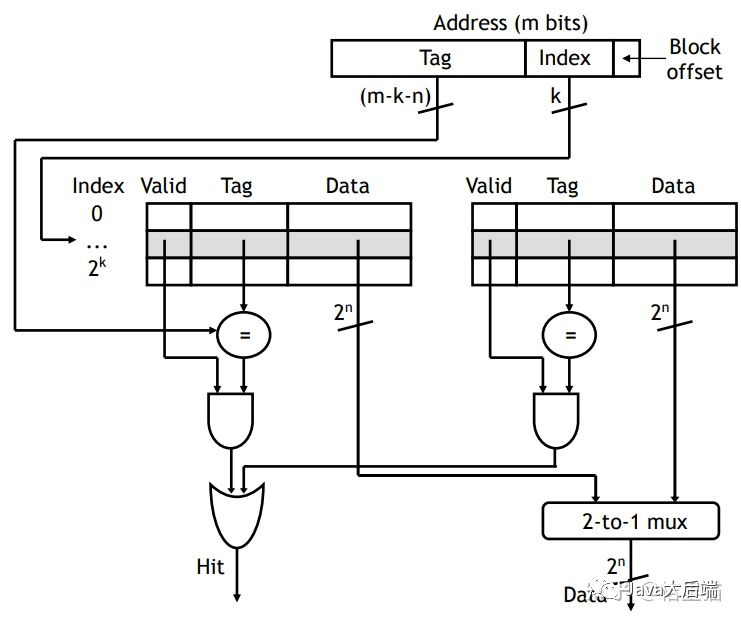 Address (m bits)
Tag
Index
Block
offset
(m-k-n)
k
Index
Valid
Tag
Data
Valid
Tag
Data
0
...
2^k
2^n
2^n
=
=
2-to-1 mux
Hit
2^n
Data
Java大后端